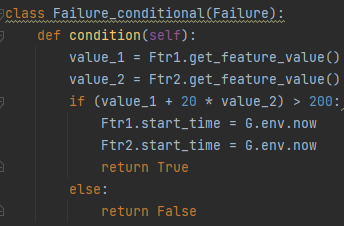 class Failure_conditional(Failure):
    def condition(self):
        value_1 = Ftr1.get_feature_value()
        value_2 = Ftr2.get_feature_value()
        if (value_1 + 20 * value_2) > 200:
            Ftr1.start_time = G.env.now
            Ftr2.start_time = G.env.now
            return True
        else:
            return False